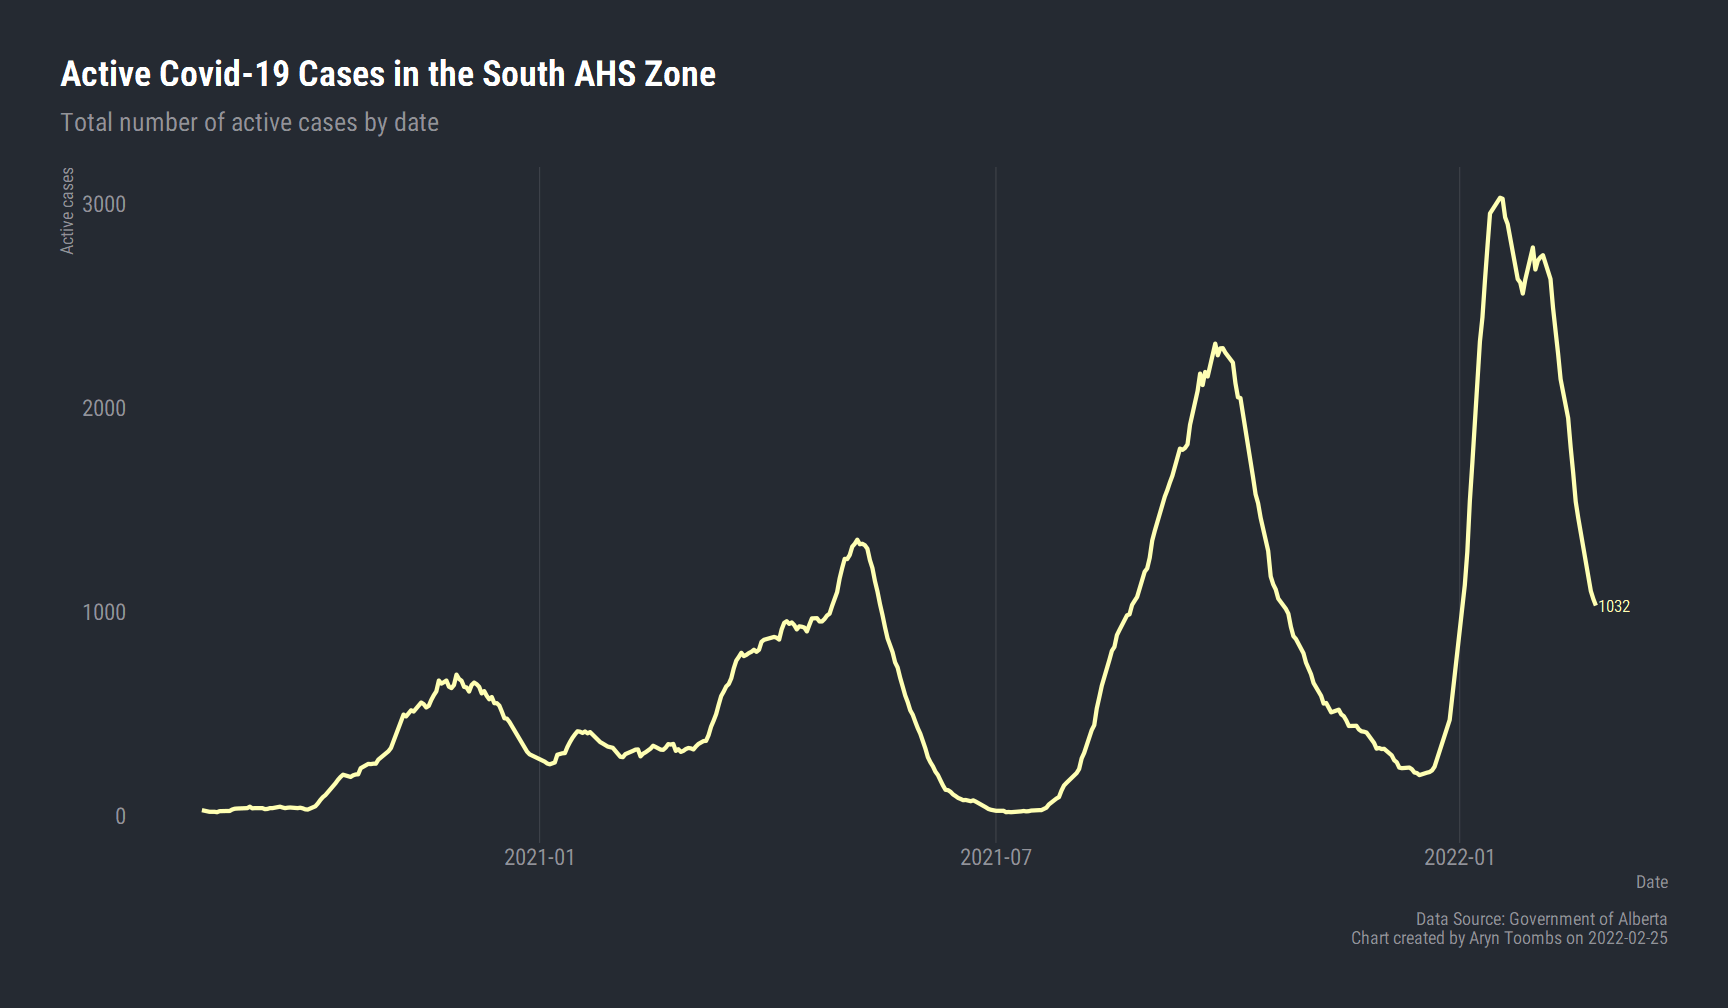 Active Covid-19 Cases in the South AHS Zone
Total number of active cases by date
Active cases
3000
2000
1000
0
1032
2021-01
2021-07
2022-01
Date
Data Source: Government of Alberta
Chart created by Aryn Toombs on 2022-02-25